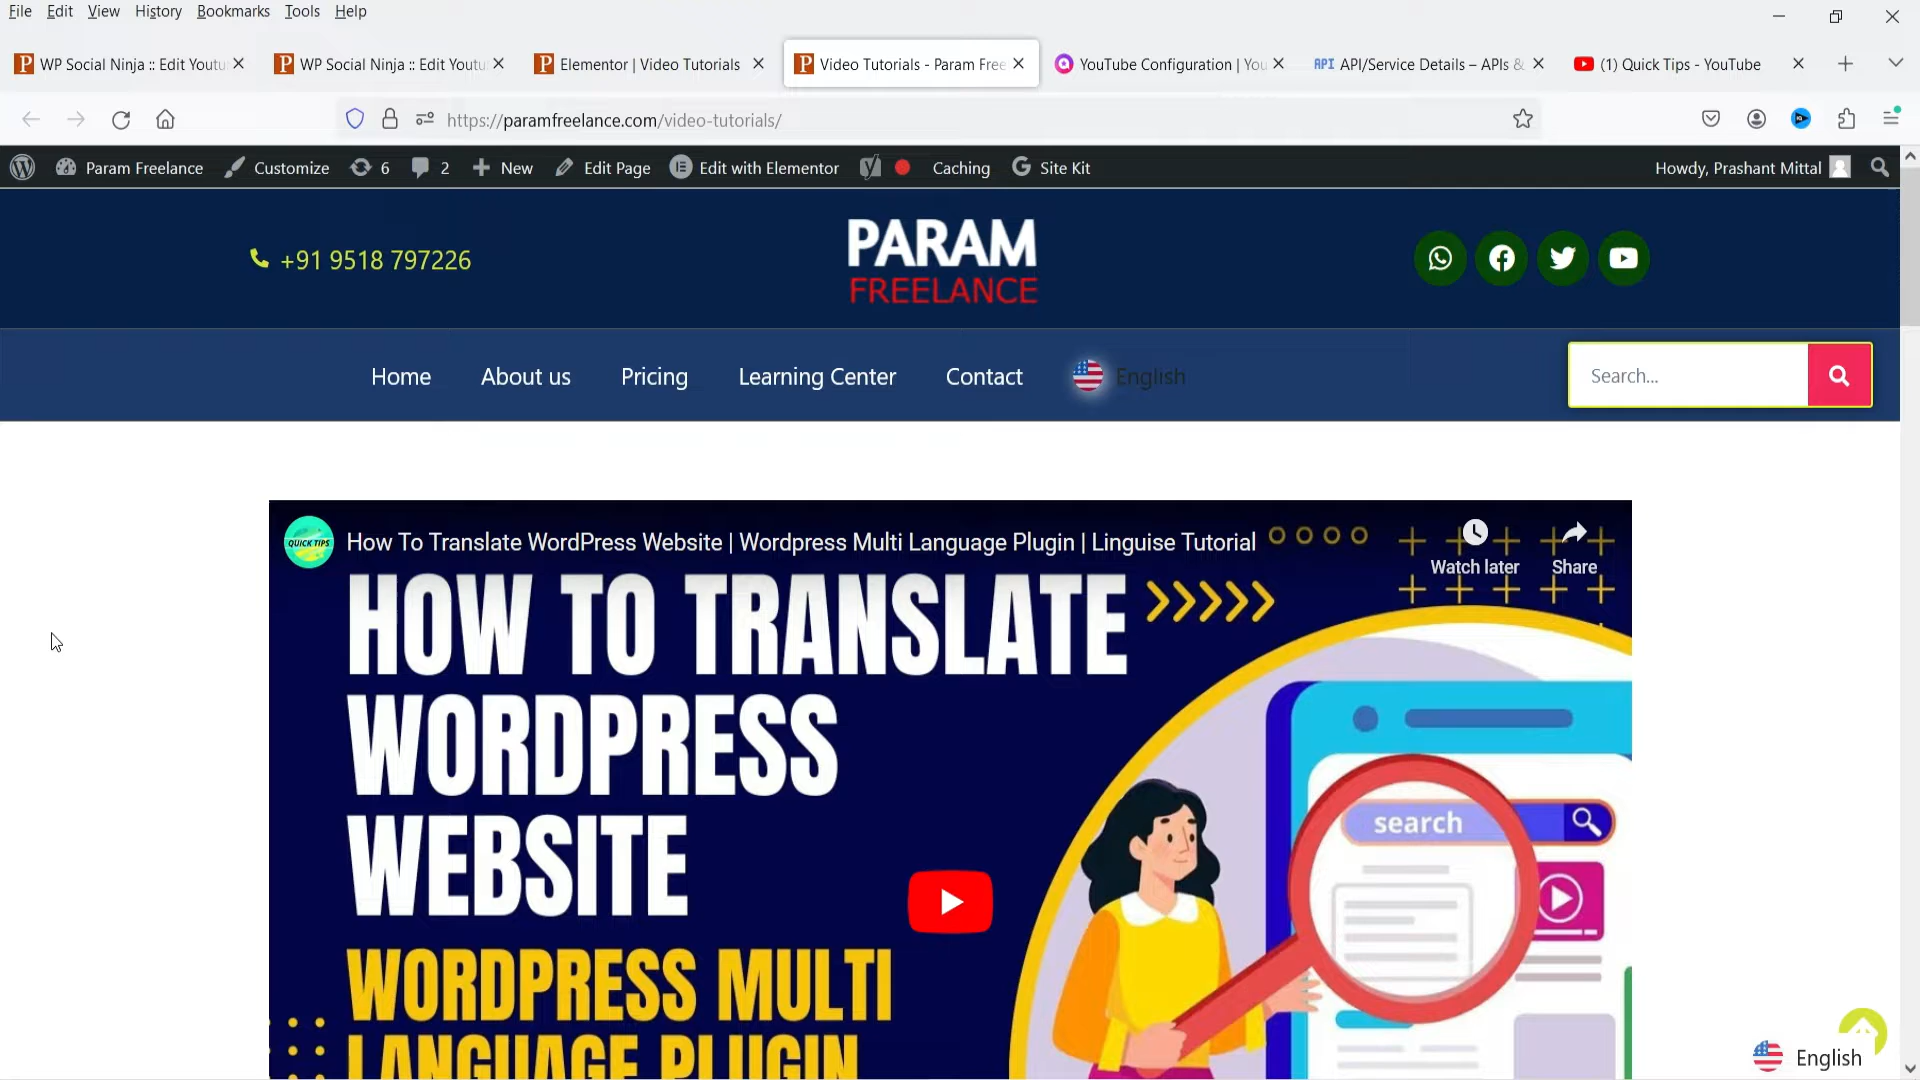 File Edit View History Bookmarks Tools Help
WP Social Ninja :: Edit Youtu
WP Social Ninja :: Edit Youtu
Elementor | Video Tutorials
Video Tutorials - Param Free
YouTube Configuration | You
API API/Service Details – APIs &
(1) Quick Tips - YouTube
https://paramfreelance.com/video-tutorials/
Param Freelance Customize 6 2 New Edit Page Edit with Elementor Caching Site Kit Howdy, Prashant Mittal
+91 9518 797226
PARAM
FREELANCE
Home About us Pricing Learning Center Contact English
Search...
QUICK TIPS
How To Translate WordPress Website | Wordpress Multi Language Plugin | Linguise Tutorial
Watch later Share
HOW TO TRANSLATE
WORDPRESS
WEBSITE
search
WORDPRESS MULTI
LANGUAGE PLUGIN
English